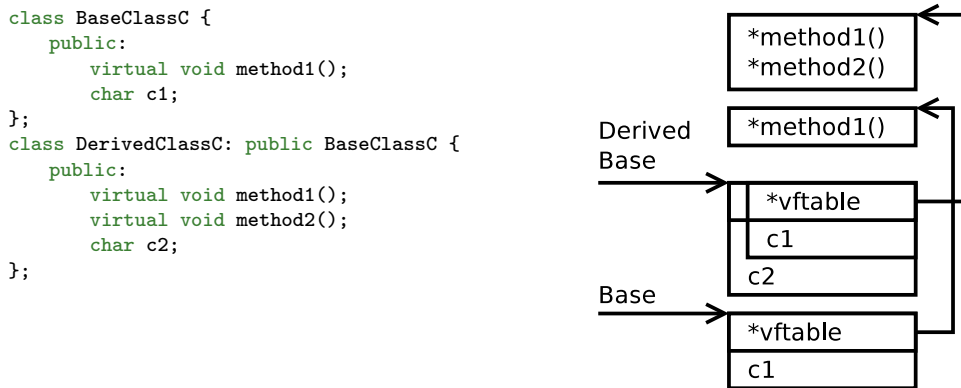 class BaseClassC {
public:
virtual void method1();
char c1;
};
class DerivedClassC: public BaseClassC {
public:
virtual void method1();
virtual void method2();
char c2;
};
*method1()
*method2()
*method1()
Derived
Base
*vftable
c1
c2
Base
*vftable
c1